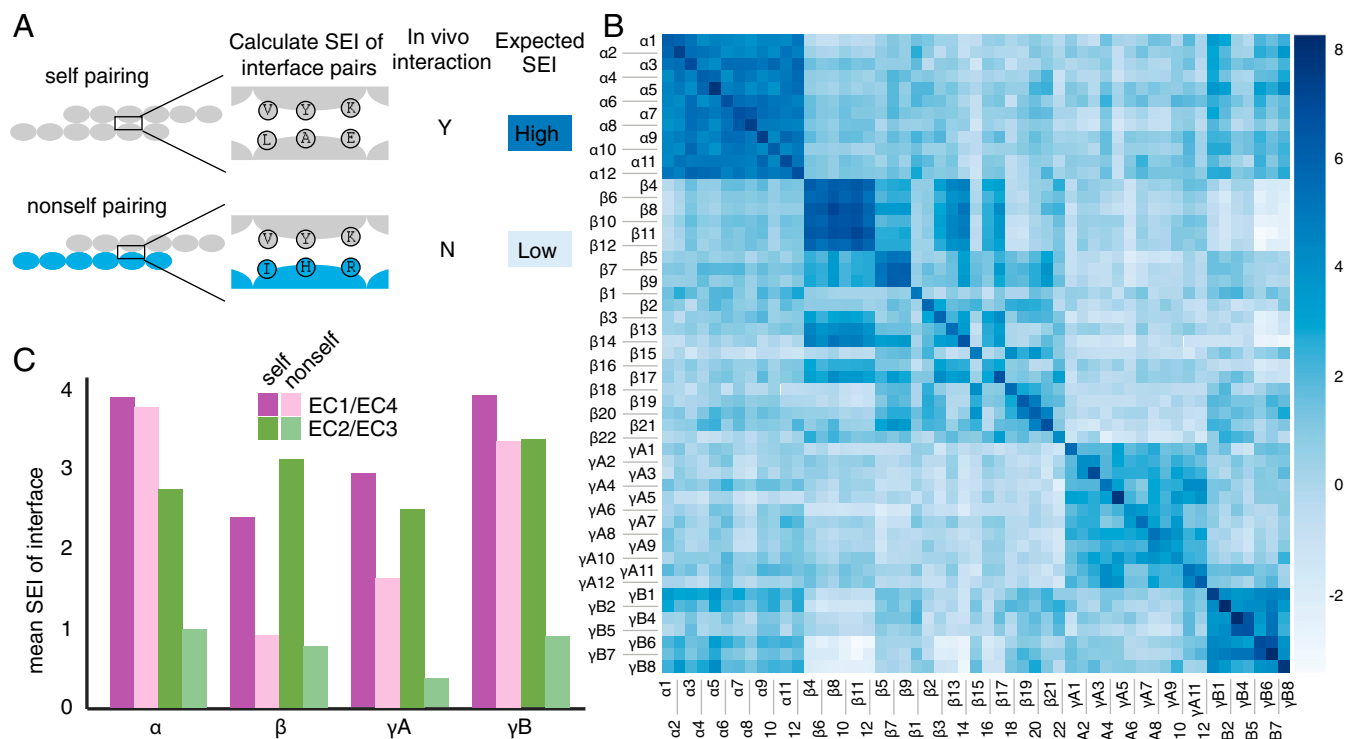 A
self pairing
nonself pairing
Calculate SEI of
interface pairs
In vivo
interaction
Expected
SEI
V Y K
L A E
Y
High
V Y K
I H R
N
Low
B
α1
α2
α3
α4
α5
α6
α7
α8
α9
α10
α11
α12
β4
β6
β8
β10
β11
β12
β5
β7
β9
β1
β2
β3
β13
β14
β15
β16
β17
β18
β19
β20
β21
β22
γA1
γA2
γA3
γA4
γA5
γA6
γA7
γA8
γA9
γA10
γA11
γA12
γB1
γB2
γB4
γB5
γB6
γB7
γB8
α1 α3 α5 α7 α9 α11 β4 β8 β11 β5 β9 β2 β13 β15 β17 β19 β21 γA1 γA3 γA5 γA7 γA9 γA11 γB1 γB4 γB6 γB8
α2 α4 α6 α8 10 12 β6 10 12 β7 β1 β3 14 16 18 20 22 A2 A4 A6 A8 10 12 B2 B5 B7
8
6
4
2
0
-2
C
self
nonself
EC1/EC4
EC2/EC3
mean SEI of interface
4
3
2
1
0
α β γA γB